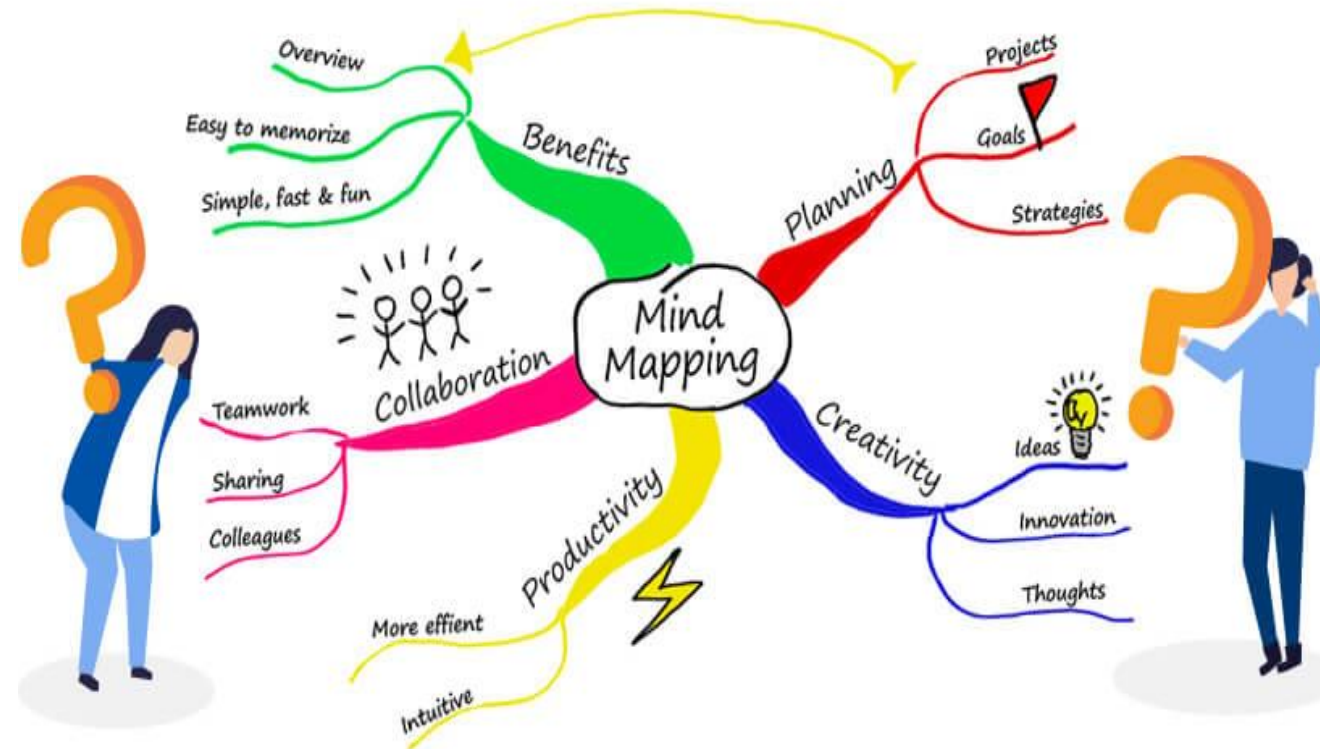 Overview
Easy to memorize
Simple, fast & fun
Benefits
Projects
Goals
Strategies
Planning
Mind
Mapping
Collaboration
Teamwork
Sharing
Colleagues
Productivity
More effient
Intuitive
Creativity
Ideas
Innovation
Thoughts